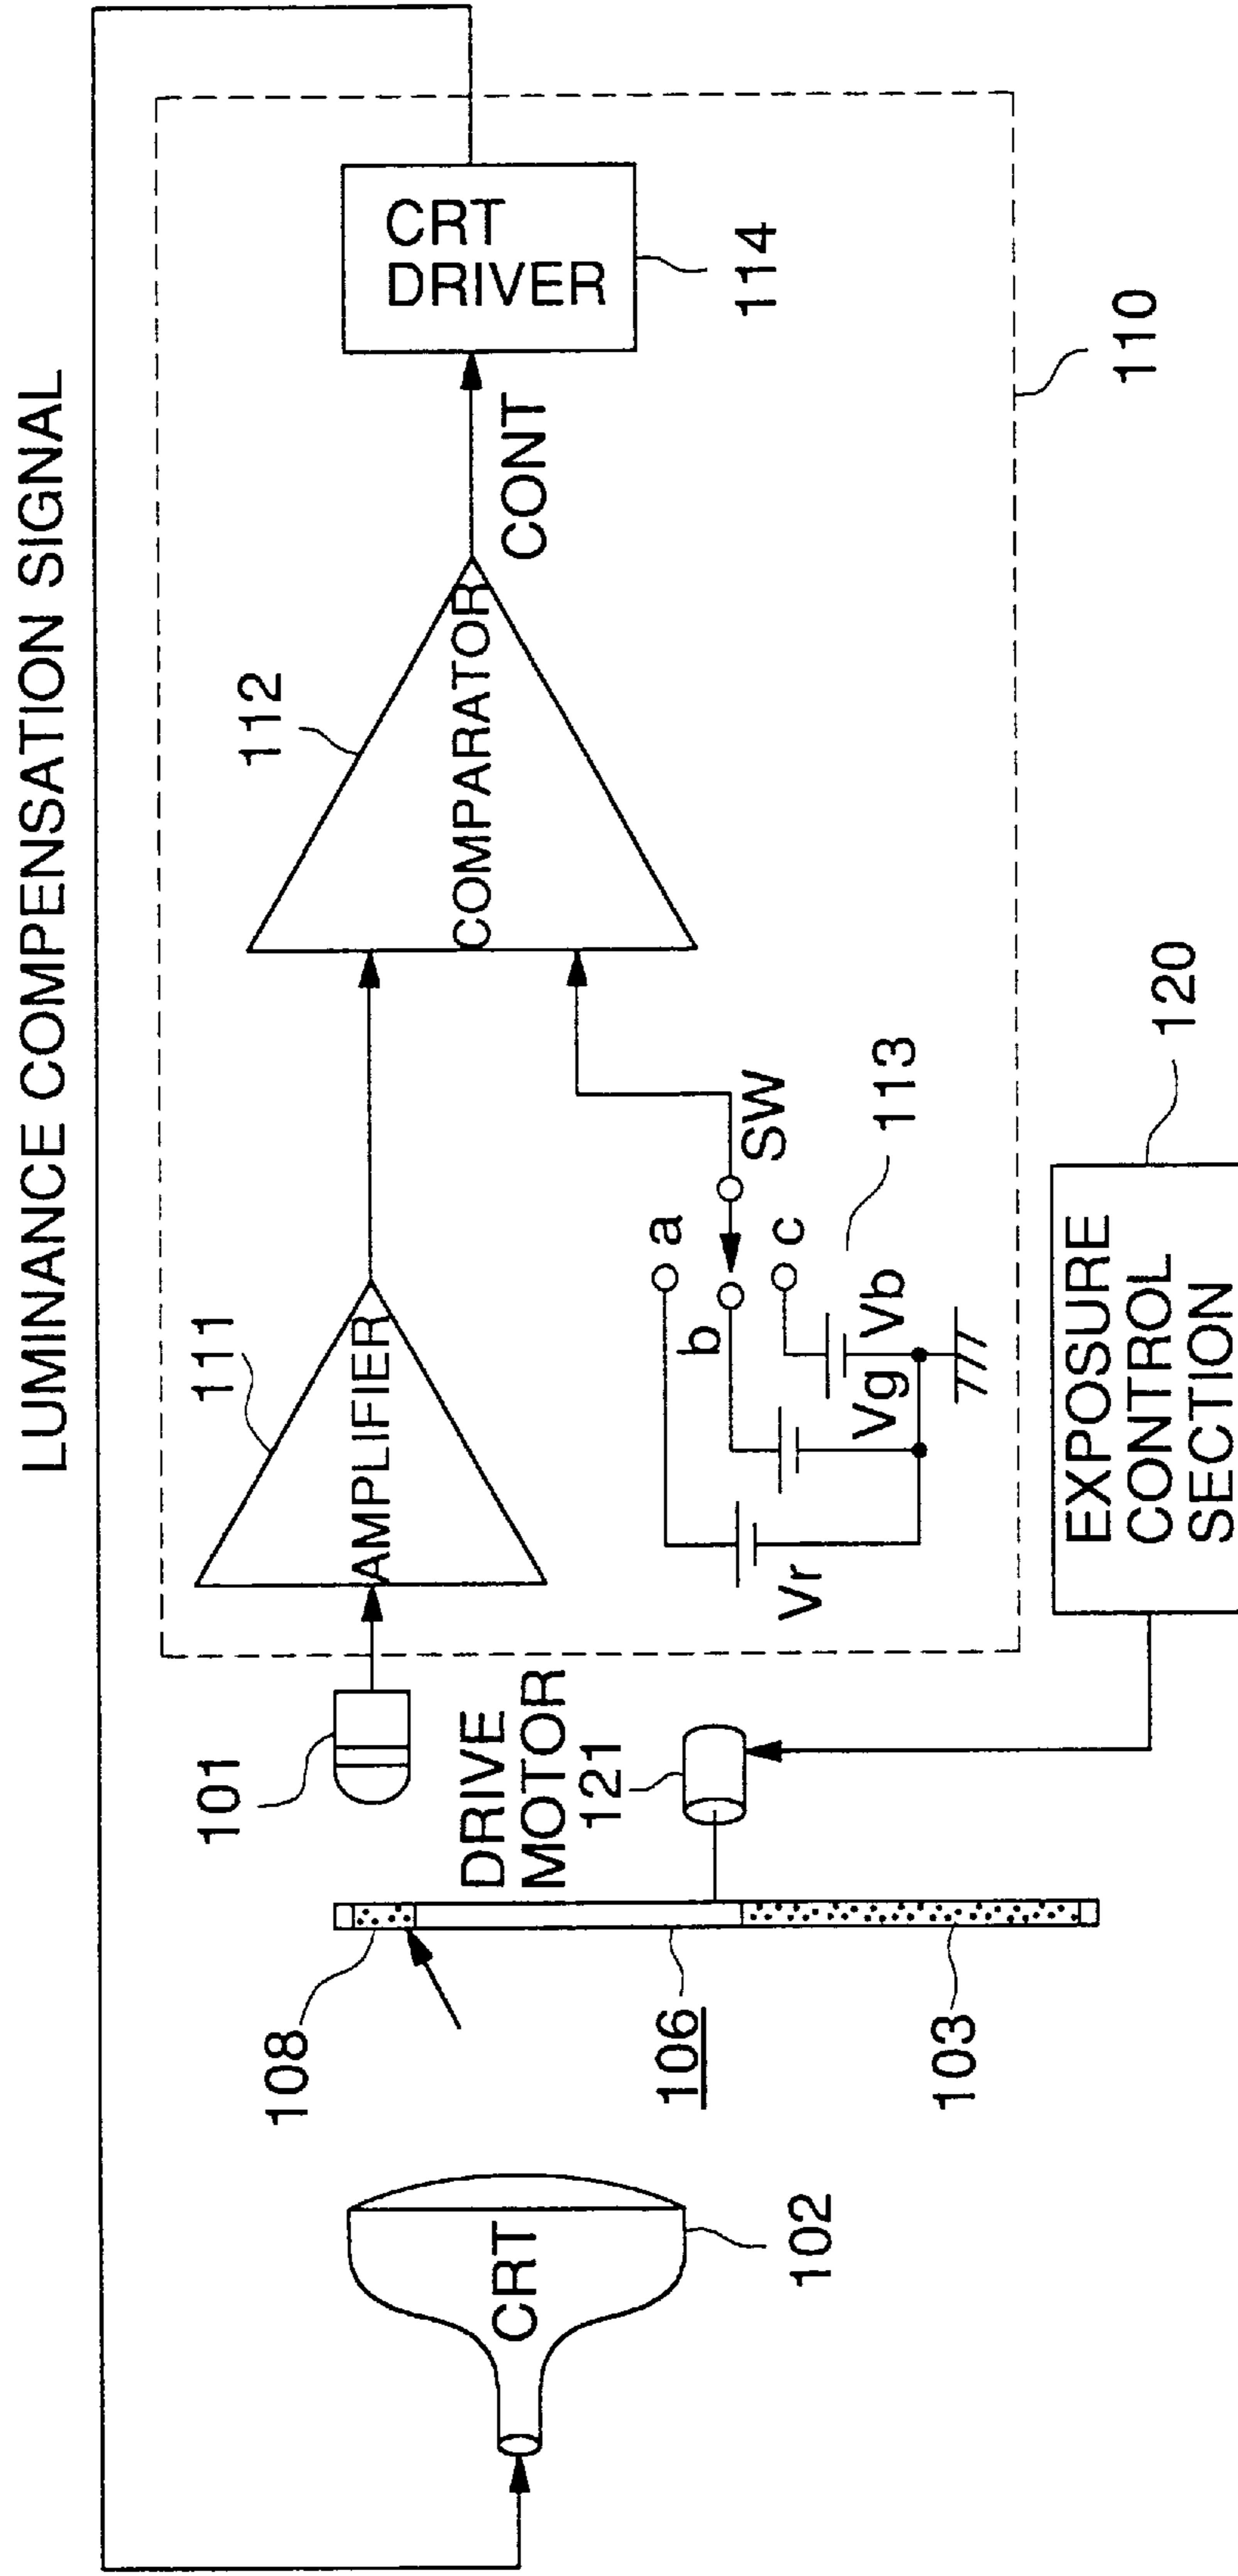 LUMINANCE COMPENSATION SIGNAL
CRT
DRIVER
114
CONT
112
COMPARATOR
110
111
AMPLIFIER
a
b
c
SW
113
Vr
Vg
Vb
120
EXPOSURE
CONTROL
SECTION
101
DRIVE
MOTOR
121
108
106
103
CRT
102